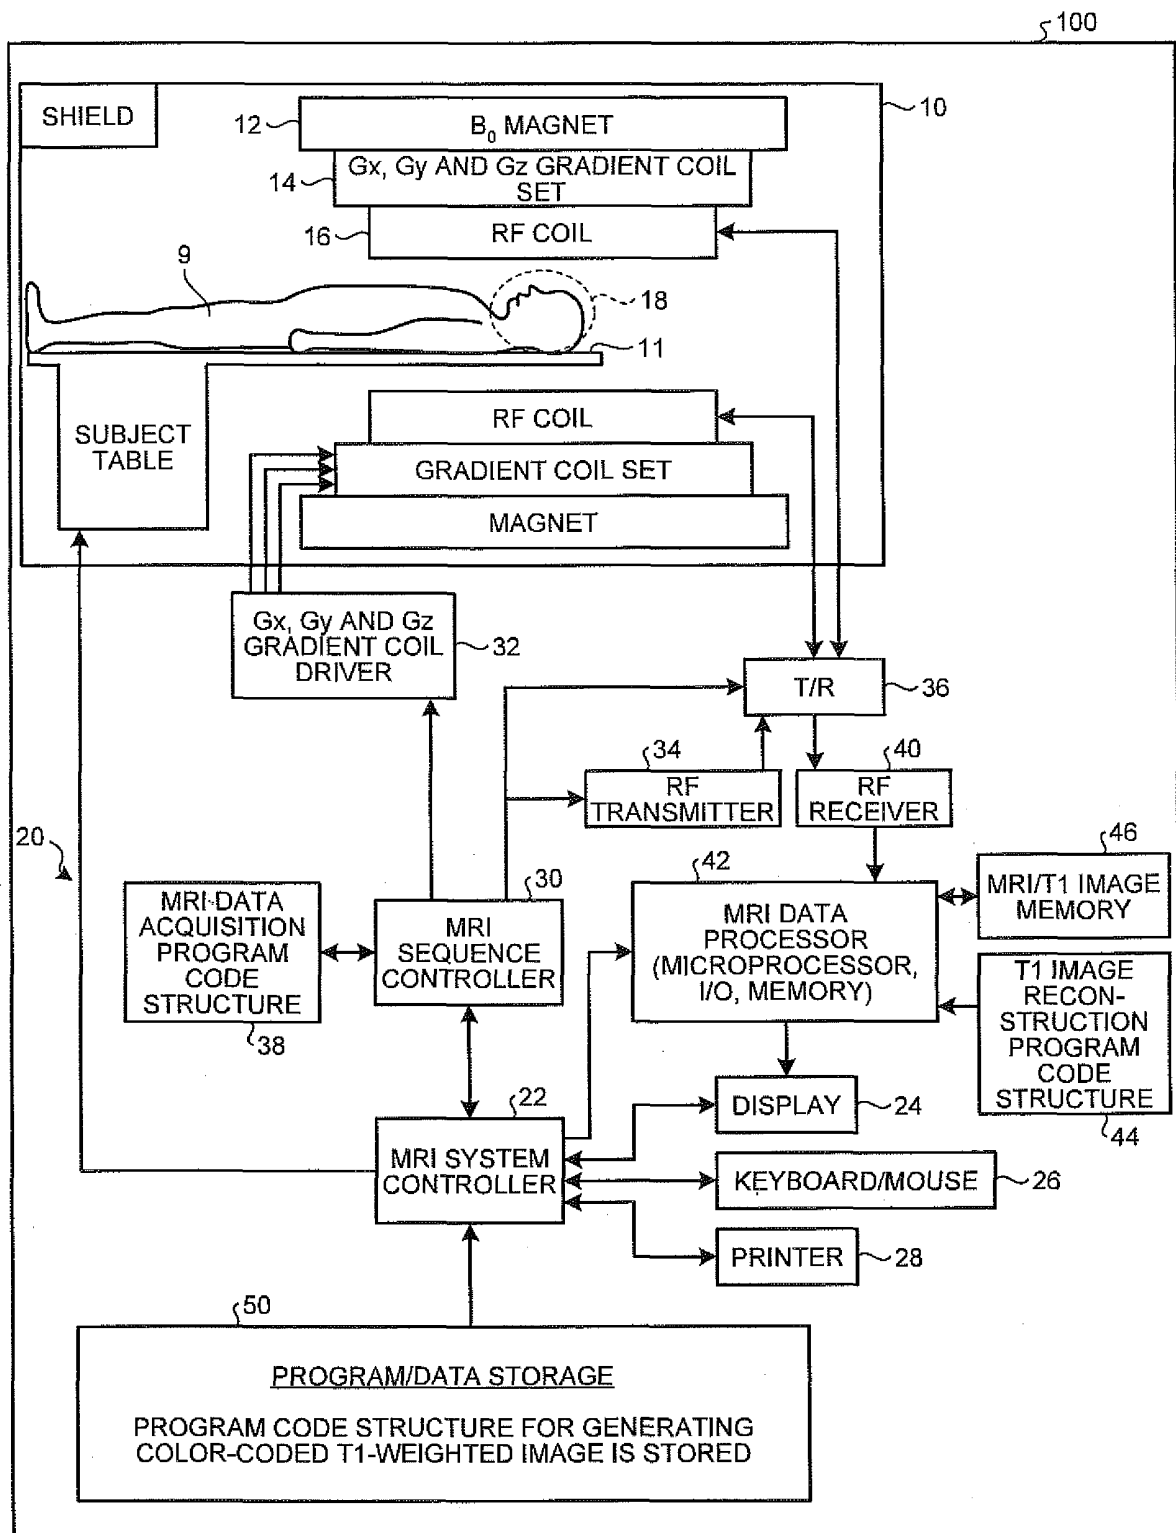 100
SHIELD
10
12
B0 MAGNET
14
Gx, Gy AND Gz GRADIENT COIL
SET
16
RF COIL
9
18
11
RF COIL
SUBJECT
TABLE
GRADIENT COIL SET
MAGNET
Gx, Gy AND Gz
GRADIENT COIL
DRIVER
32
T/R
36
34
RF
TRANSMITTER
40
RF
RECEIVER
20
46
MRI/T1 IMAGE
MEMORY
42
MRI DATA
PROCESSOR
(MICROPROCESSOR,
I/O, MEMORY)
30
MRI
SEQUENCE
CONTROLLER
MRI DATA
ACQUISITION
PROGRAM
CODE
STRUCTURE
38
T1 IMAGE
RECON-
STRUCTION
PROGRAM
CODE
STRUCTURE
44
22
MRI SYSTEM
CONTROLLER
DISPLAY
24
KEYBOARD/MOUSE
26
PRINTER
28
50
PROGRAM/DATA STORAGE
PROGRAM CODE STRUCTURE FOR GENERATING
COLOR-CODED T1-WEIGHTED IMAGE IS STORED